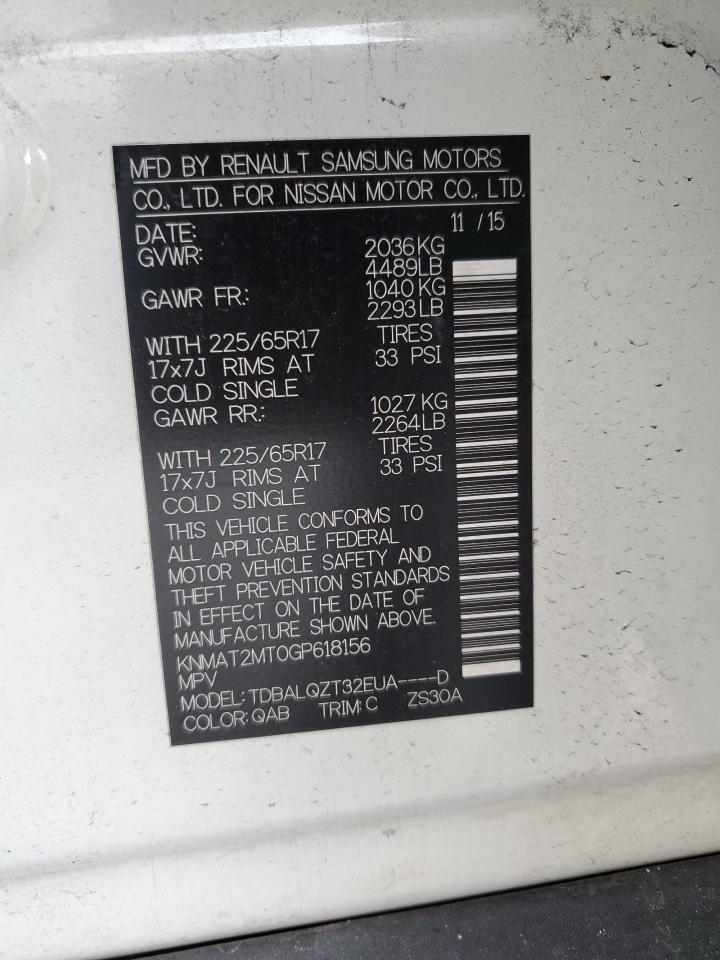 MFD BY RENAULT SAMSUNG MOTORS
CO., LTD. FOR NISSAN MOTOR CO., LTD.
DATE: 11 / 15
GVWR: 2036 KG
4489LB
GAWR FR.: 1040 KG
2293 LB
WITH 225/65R17 TIRES
17x7J RIMS AT 33 PSI
COLD SINGLE
GAWR RR.: 1027 KG
2264LB
WITH 225/65R17 TIRES
17x7J RIMS AT 33 PSI
COLD SINGLE
THIS VEHICLE CONFORMS TO
ALL APPLICABLE FEDERAL
MOTOR VEHICLE SAFETY AND
THEFT PREVENTION STANDARDS
IN EFFECT ON THE DATE OF
MANUFACTURE SHOWN ABOVE.
KNMAT2MT0GP618156
MPV
MODEL: TDBALQZT32EUA----D
COLOR: QAB TRIM: C ZS30A